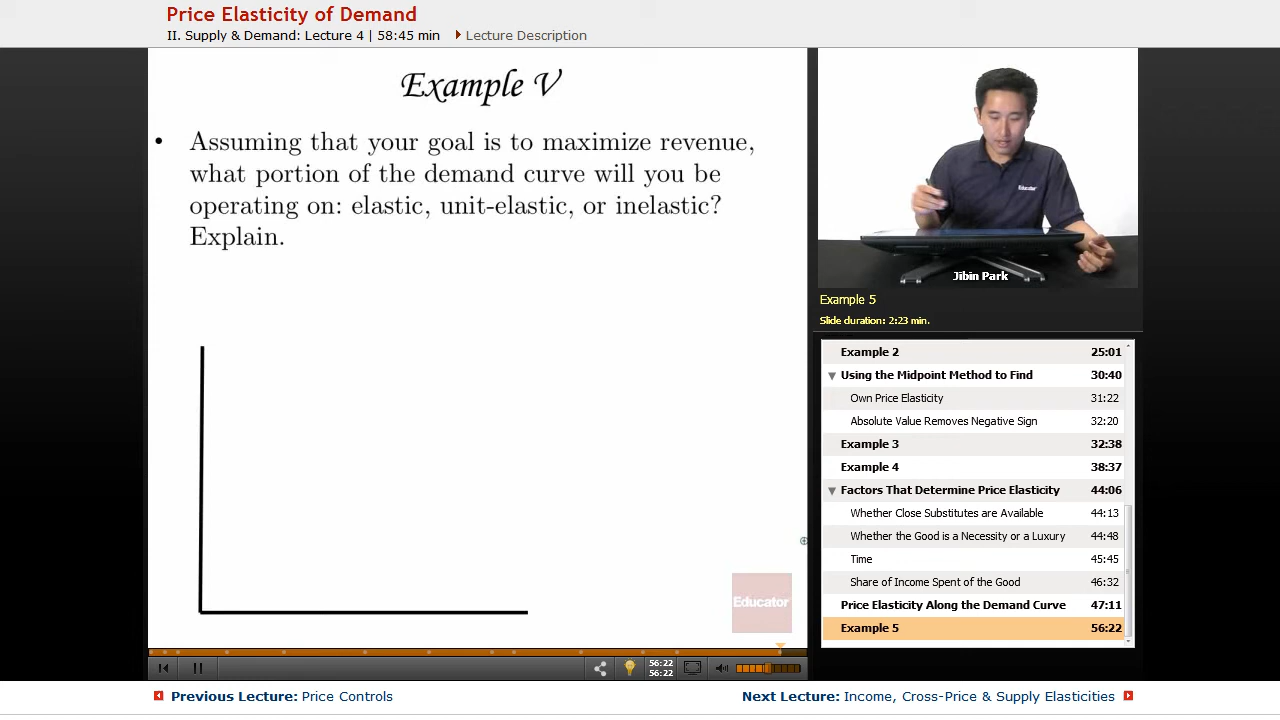 Price Elasticity of Demand
II. Supply & Demand: Lecture 4 | 58:45 min Lecture Description
Example V
• Assuming that your goal is to maximize revenue,
what portion of the demand curve will you be
operating on: elastic, unit-elastic, or inelastic?
Explain.
Educator
Educator
Jibin Park
Example 5
Slide duration: 2:23 min.
Example 2 25:01
Using the Midpoint Method to Find 30:40
Own Price Elasticity 31:22
Absolute Value Removes Negative Sign 32:20
Example 3 32:38
Example 4 38:37
Factors That Determine Price Elasticity 44:06
Whether Close Substitutes are Available 44:13
Whether the Good is a Necessity or a Luxury 44:48
Time 45:45
Share of Income Spent of the Good 46:32
Price Elasticity Along the Demand Curve 47:11
Example 5 56:22
56:22
56:22
Previous Lecture: Price Controls
Next Lecture: Income, Cross-Price & Supply Elasticities